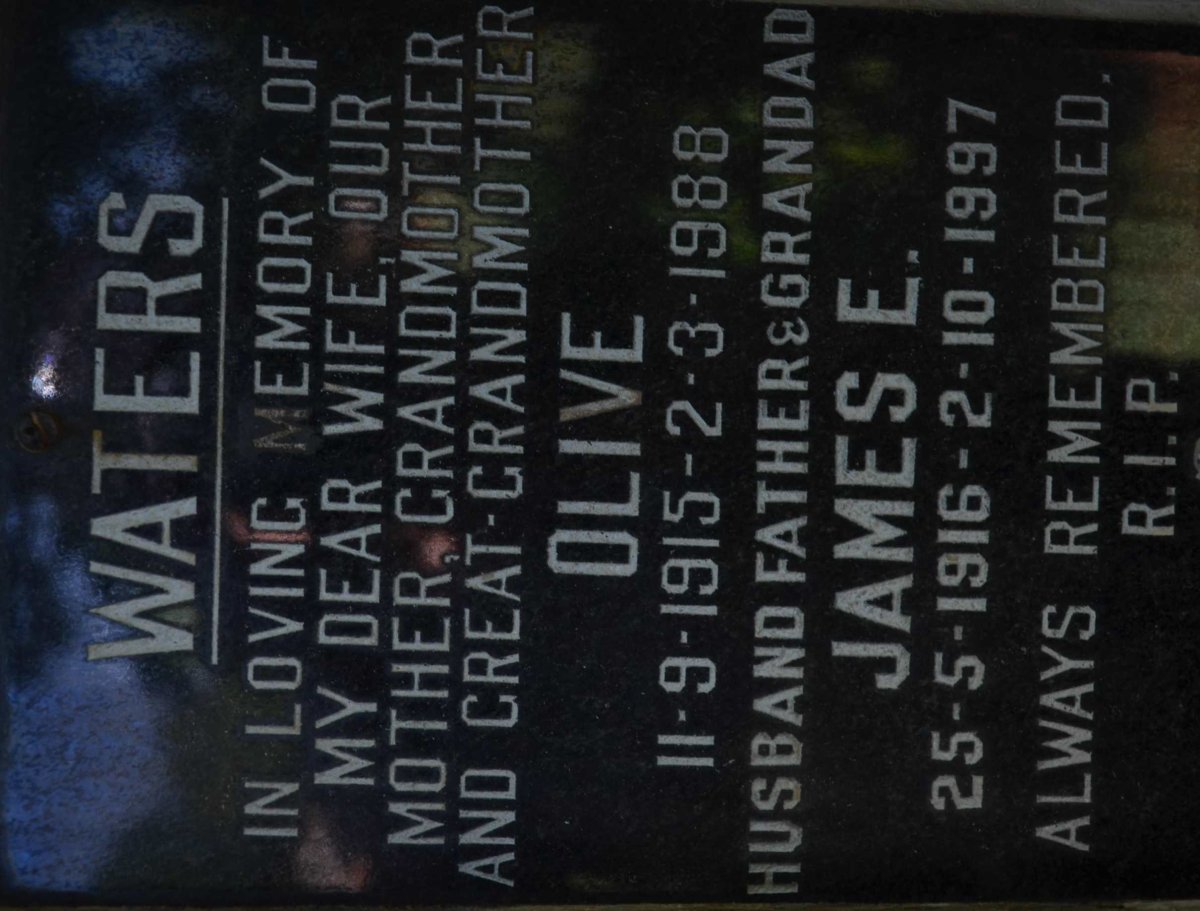 WATERS
IN LOVING MEMORY OF
MY DEAR WIFE, OUR
MOTHER, GRANDMOTHER
AND GREAT-GRANDMOTHER
OLIVE
11-9-1915-2-3-1988
HUSBAND FATHER & GRANDAD
JAMES E.
25-5-1916-2-10-1997
ALWAYS REMEMBERED.
R.I.P.